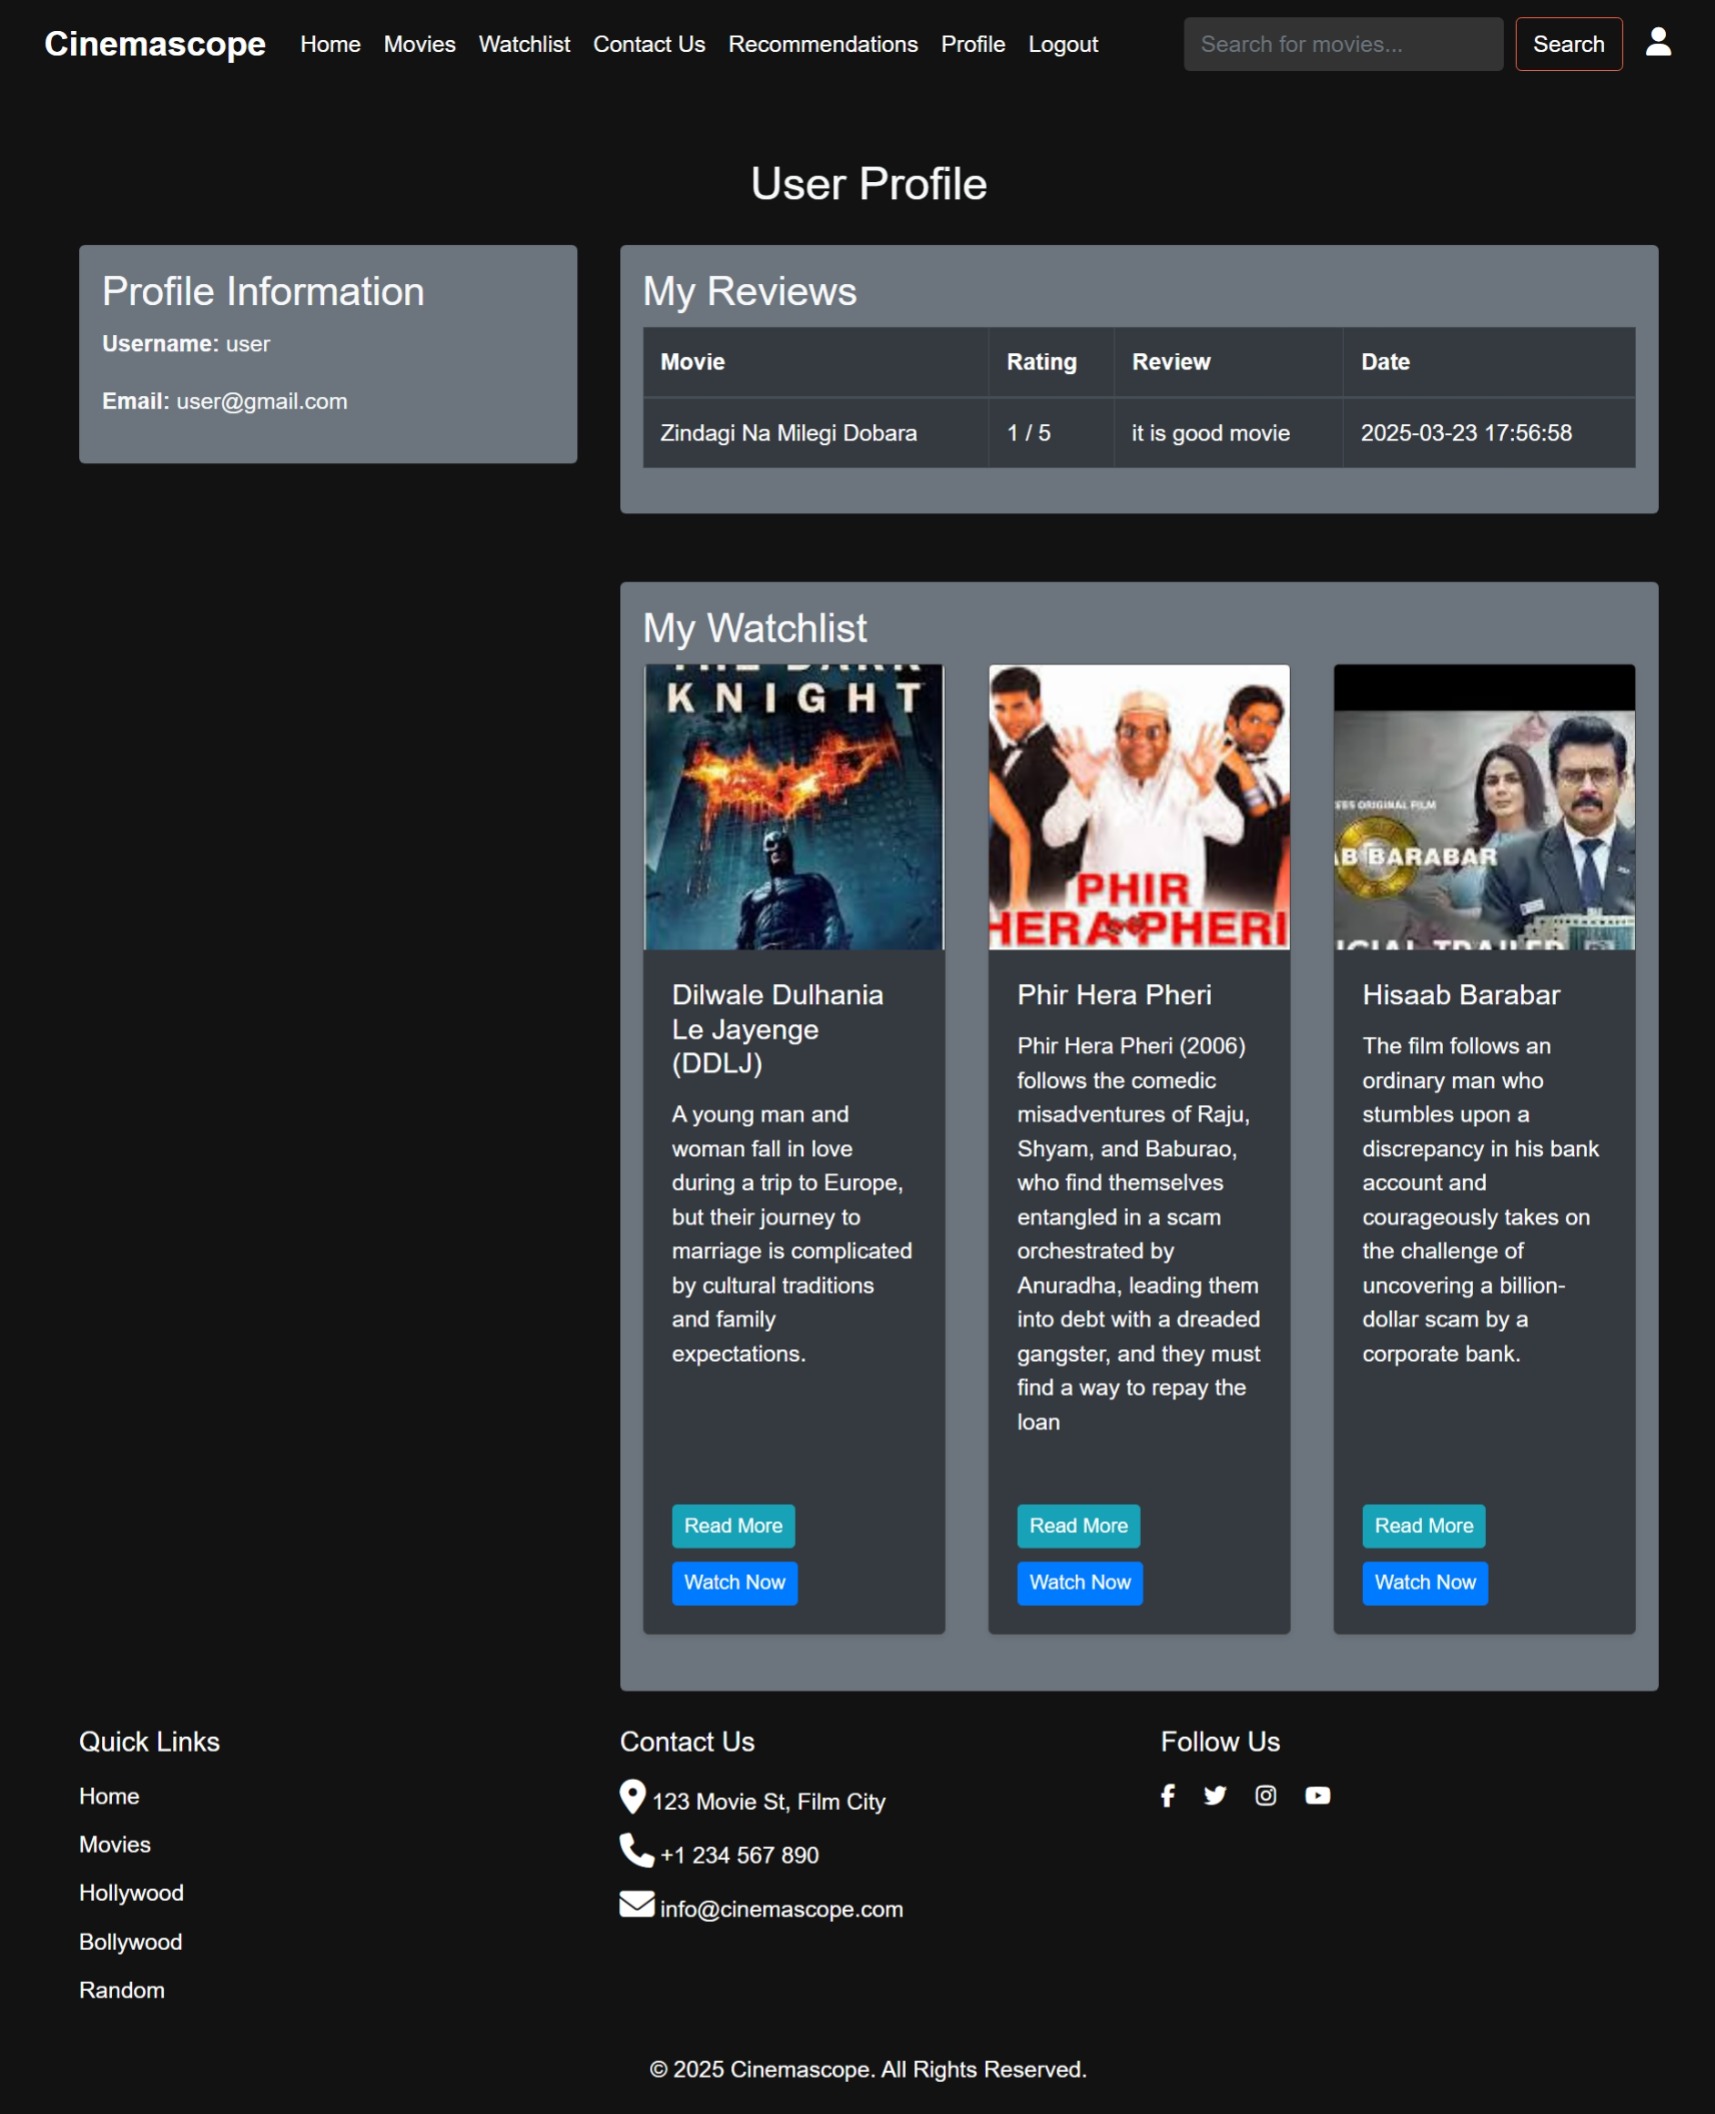 Cinemascope Home Movies Watchlist Contact Us Recommendations Profile Logout Search for movies... Search
User Profile
Profile Information
Username: user
Email: user@gmail.com
My Reviews
Movie Rating Review Date
Zindagi Na Milegi Dobara 1 / 5 it is good movie 2025-03-23 17:56:58
My Watchlist
KNIGHT
Dilwale Dulhania
Le Jayenge
(DDLJ)
A young man and
woman fall in love
during a trip to Europe,
but their journey to
marriage is complicated
by cultural traditions
and family
expectations.
Read More
Watch Now
PHIR
HERA PHERI
Phir Hera Pheri
Phir Hera Pheri (2006)
follows the comedic
misadventures of Raju,
Shyam, and Baburao,
who find themselves
entangled in a scam
orchestrated by
Anuradha, leading them
into debt with a dreaded
gangster, and they must
find a way to repay the
loan
Read More
Watch Now
ORIGINAL FILM
AB BARABAR
Hisaab Barabar
The film follows an
ordinary man who
stumbles upon a
discrepancy in his bank
account and
courageously takes on
the challenge of
uncovering a billion-
dollar scam by a
corporate bank.
Read More
Watch Now
Quick Links
Home
Movies
Hollywood
Bollywood
Random
Contact Us
123 Movie St, Film City
+1 234 567 890
info@cinemascope.com
Follow Us
© 2025 Cinemascope. All Rights Reserved.